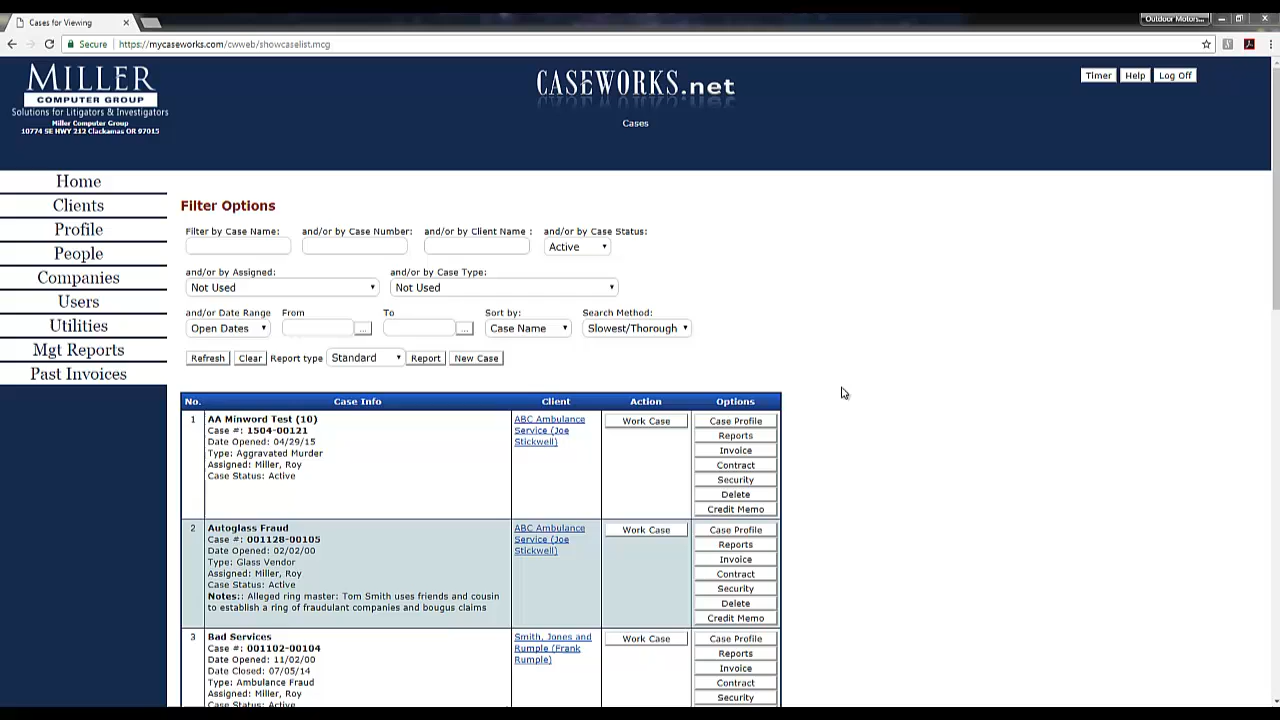 Cases for Viewing
Outdoor Motors...
Secure https://mycaseworks.com/cwweb/showcaselist.mcg
MILLER
COMPUTER GROUP
Solutions for Litigators & Investigators
Miller Computer Group
10774 SE HWY 212 Clackamas OR 97015
CASEWORKS.net
Cases
Timer Help Log Off
Home
Clients
Profile
People
Companies
Users
Utilities
Mgt Reports
Past Invoices
Filter Options
Filter by Case Name: and/or by Case Number: and/or by Client Name : and/or by Case Status:
Active
and/or by Assigned: and/or by Case Type:
Not Used Not Used
and/or Date Range From To Sort by: Search Method:
Open Dates ... ... Case Name Slowest/Thorough
Refresh Clear Report type Standard Report New Case
No. Case Info Client Action Options
1
AA Minword Test (10)
Case #: 1504-00121
Date Opened: 04/29/15
Type: Aggravated Murder
Assigned: Miller, Roy
Case Status: Active
ABC Ambulance
Service (Joe
Stickwell)
Work Case
Case Profile
Reports
Invoice
Contract
Security
Delete
Credit Memo
2
Autoglass Fraud
Case #: 001128-00105
Date Opened: 02/02/00
Type: Glass Vendor
Assigned: Miller, Roy
Case Status: Active
Notes:: Alleged ring master: Tom Smith uses friends and cousin
to establish a ring of fraudulant companies and bougus claims
ABC Ambulance
Service (Joe
Stickwell)
Work Case
Case Profile
Reports
Invoice
Contract
Security
Delete
Credit Memo
3
Bad Services
Case #: 001102-00104
Date Opened: 11/02/00
Date Closed: 07/05/14
Type: Ambulance Fraud
Assigned: Miller, Roy
Case Status: Active
Smith, Jones and
Rumple (Frank
Rumple)
Work Case
Case Profile
Reports
Invoice
Contract
Security